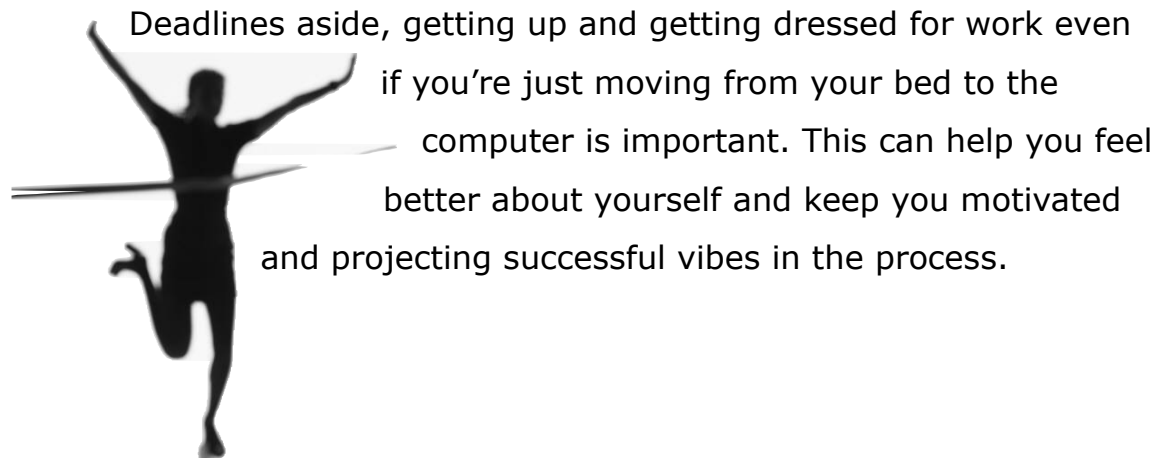 Deadlines aside, getting up and getting dressed for work even
if you’re just moving from your bed to the
computer is important. This can help you feel
better about yourself and keep you motivated
and projecting successful vibes in the process.